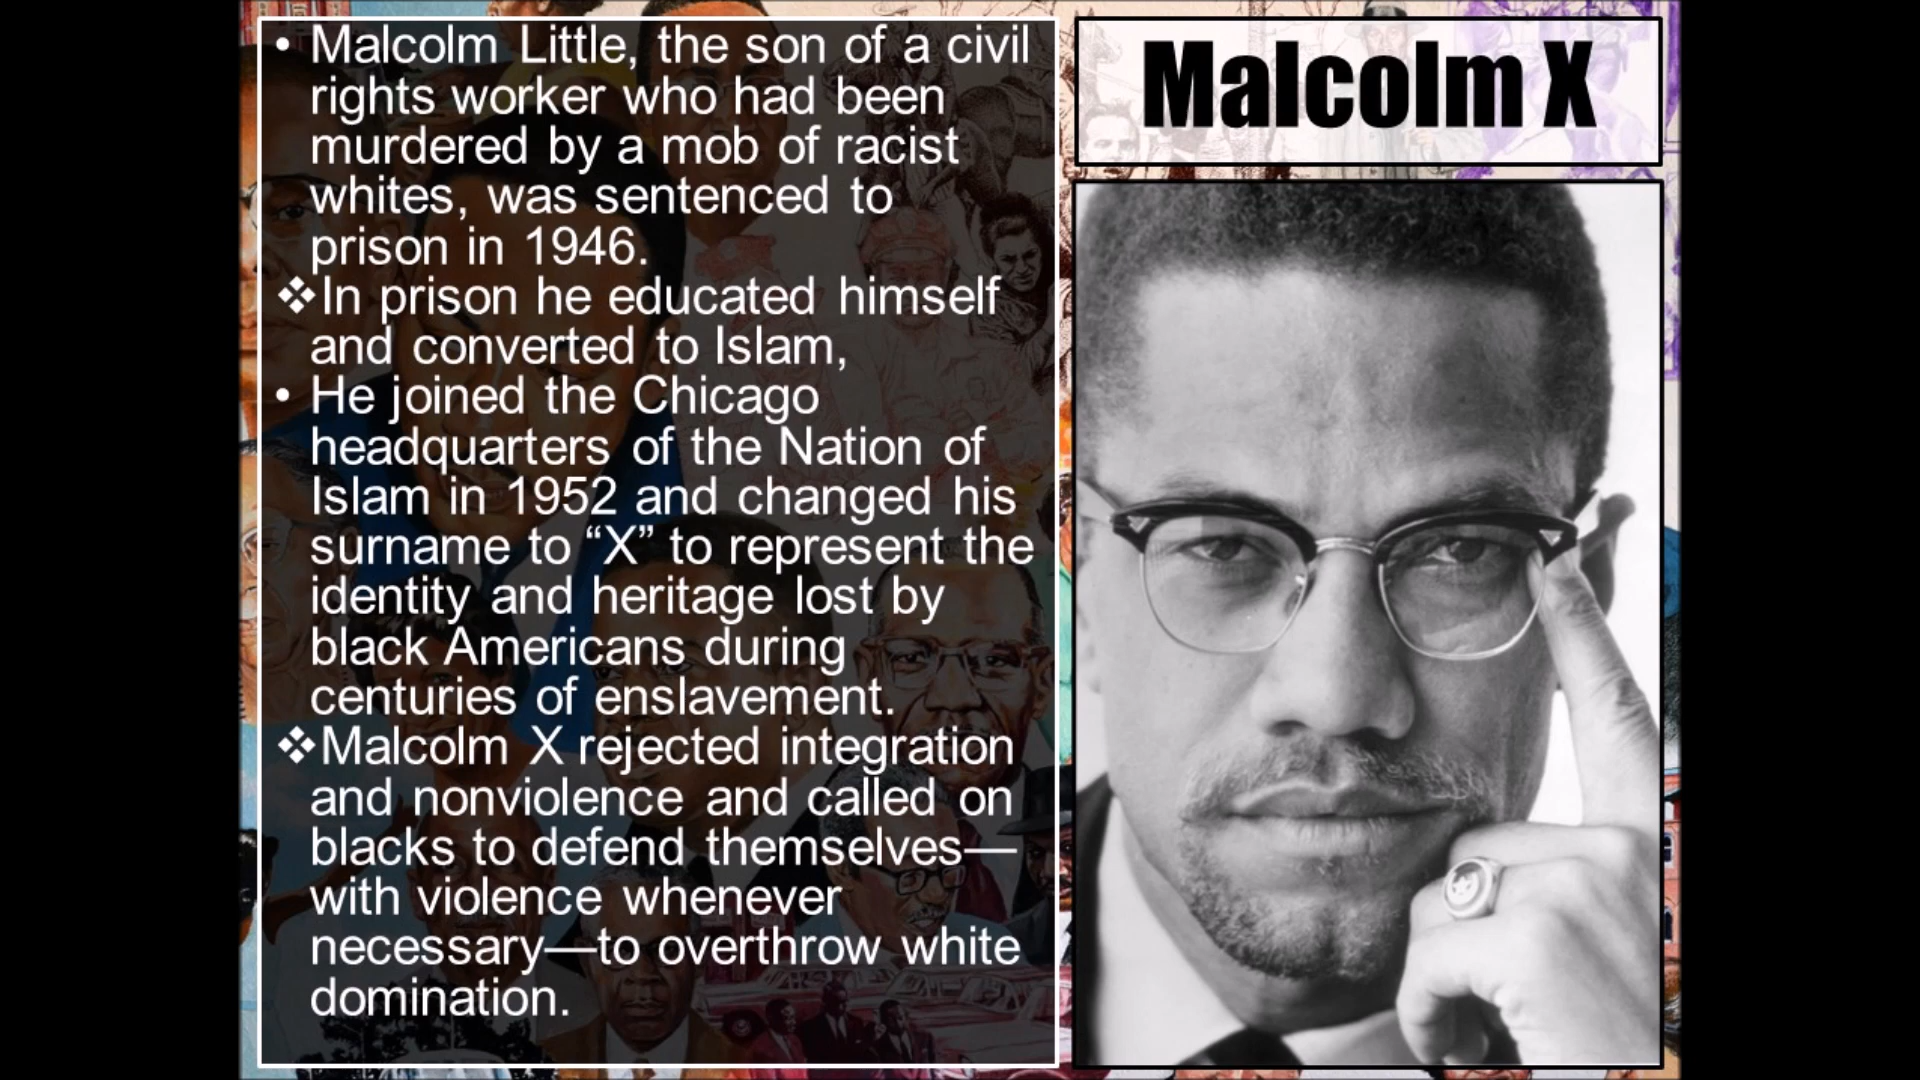 • Malcolm Little, the son of a civil
rights worker who had been
murdered by a mob of racist
whites, was sentenced to
prison in 1946.
❖In prison he educated himself
and converted to Islam,
• He joined the Chicago
headquarters of the Nation of
Islam in 1952 and changed his
surname to “X” to represent the
identity and heritage lost by
black Americans during
centuries of enslavement.
❖Malcolm X rejected integration
and nonviolence and called on
blacks to defend themselves—
with violence whenever
necessary—to overthrow white
domination.
Malcolm X